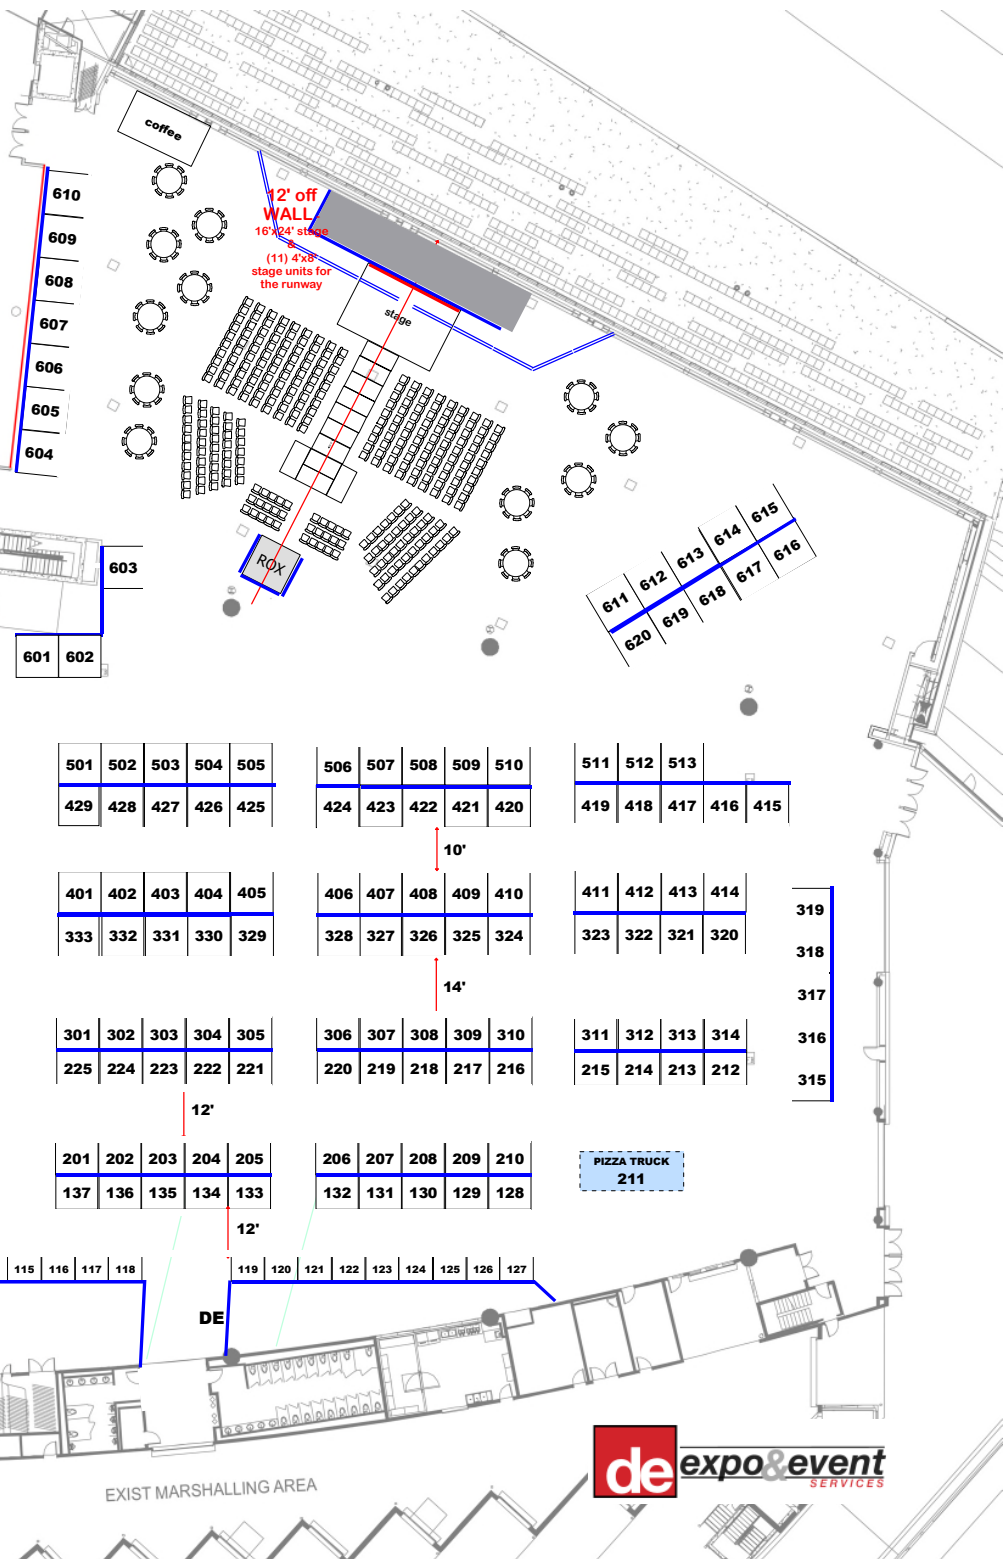 coffee
610
12' off
WALL.
16'x24' stage
&
(11) 4'x8'
stage units for
the runway
609
608
607
606
605
604
stage
ROX
603
601 602
611 612 613 614 615
620 619 618 617 616
501 502 503 504 505
429 428 427 426 425
506 507 508 509 510
424 423 422 421 420
511 512 513
419 418 417 416 415
10'
401 402 403 404 405
333 332 331 330 329
406 407 408 409 410
328 327 326 325 324
411 412 413 414
323 322 321 320
319
318
317
316
315
14'
301 302 303 304 305
225 224 223 222 221
306 307 308 309 310
220 219 218 217 216
311 312 313 314
215 214 213 212
12'
201 202 203 204 205
137 136 135 134 133
206 207 208 209 210
132 131 130 129 128
PIZZA TRUCK
211
12'
115 116 117 118
119 120 121 122 123 124 125 126 127
DE
de expo&event
SERVICES
EXIST MARSHALLING AREA